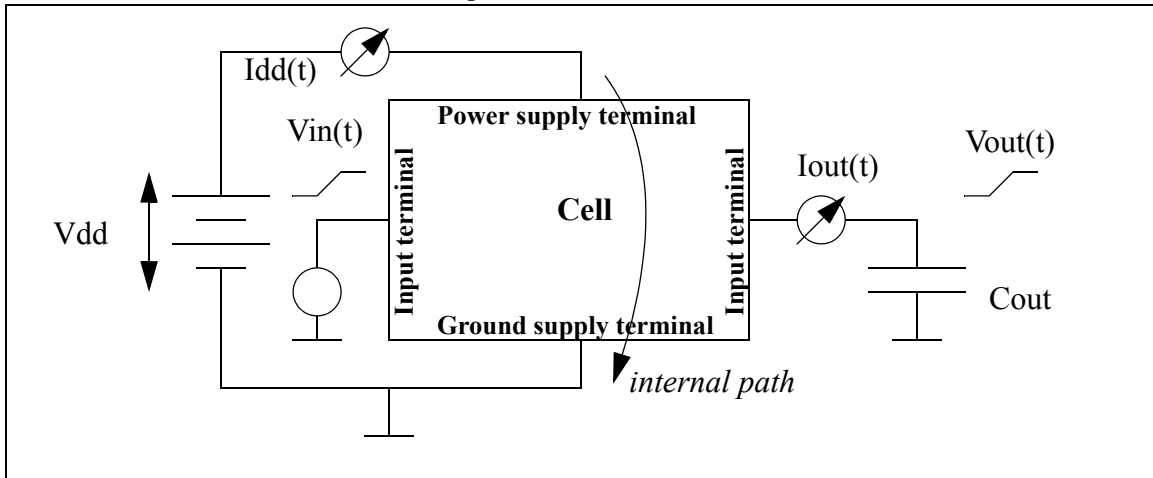 Idd(t)
Vin(t)
Power supply terminal
Vdd
Input terminal
Cell
Input terminal
Iout(t)
Vout(t)
Cout
Ground supply terminal
internal path